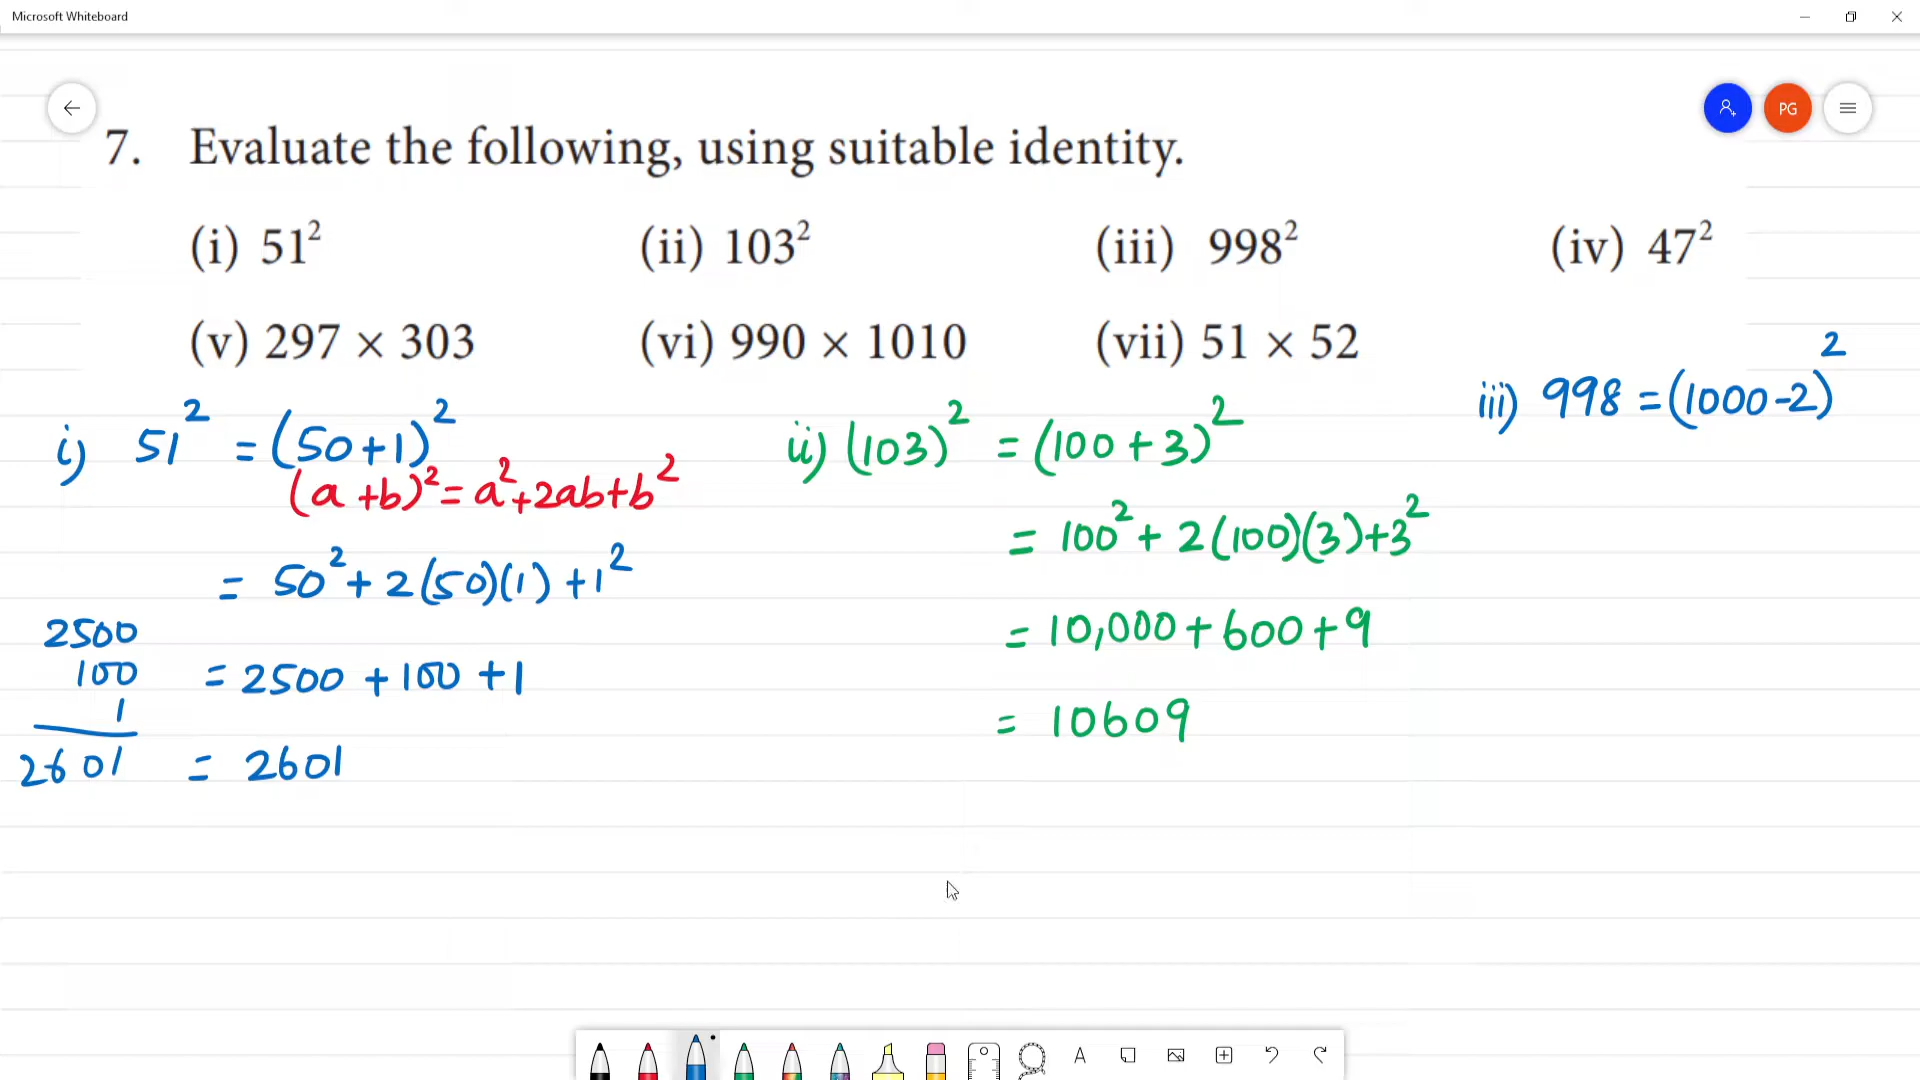 Microsoft Whiteboard
PG
7. Evaluate the following, using suitable identity.
(i) 51² (ii) 103² (iii) 998² (iv) 47²
(v) 297 × 303 (vi) 990 × 1010 (vii) 51 × 52
i) 51² = (50+1)²
(a+b)² = a²+2ab+b²
= 50² + 2(50)(1) + 1²
= 2500 + 100 + 1
= 2601
2500
100
1
2601
ii) (103)² = (100 + 3)²
= 100² + 2(100)(3) + 3²
= 10,000 + 600 + 9
= 10609
iii) 998 = (1000-2)²
A